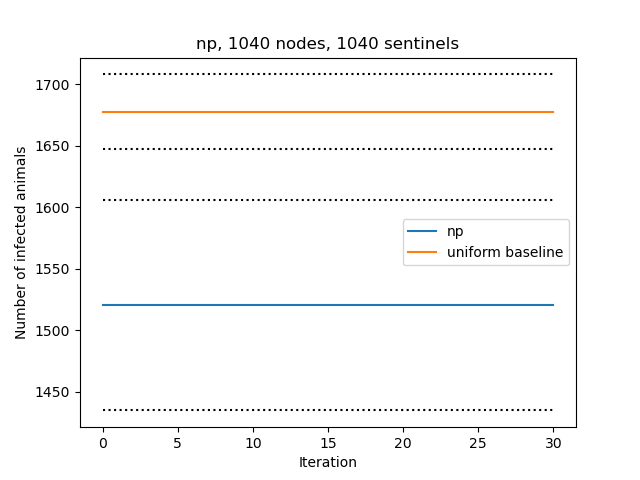 np, 1040 nodes, 1040 sentinels
Number of infected animals
1700
1650
1600
1550
1500
1450
np
uniform baseline
0 5 10 15 20 25 30
Iteration